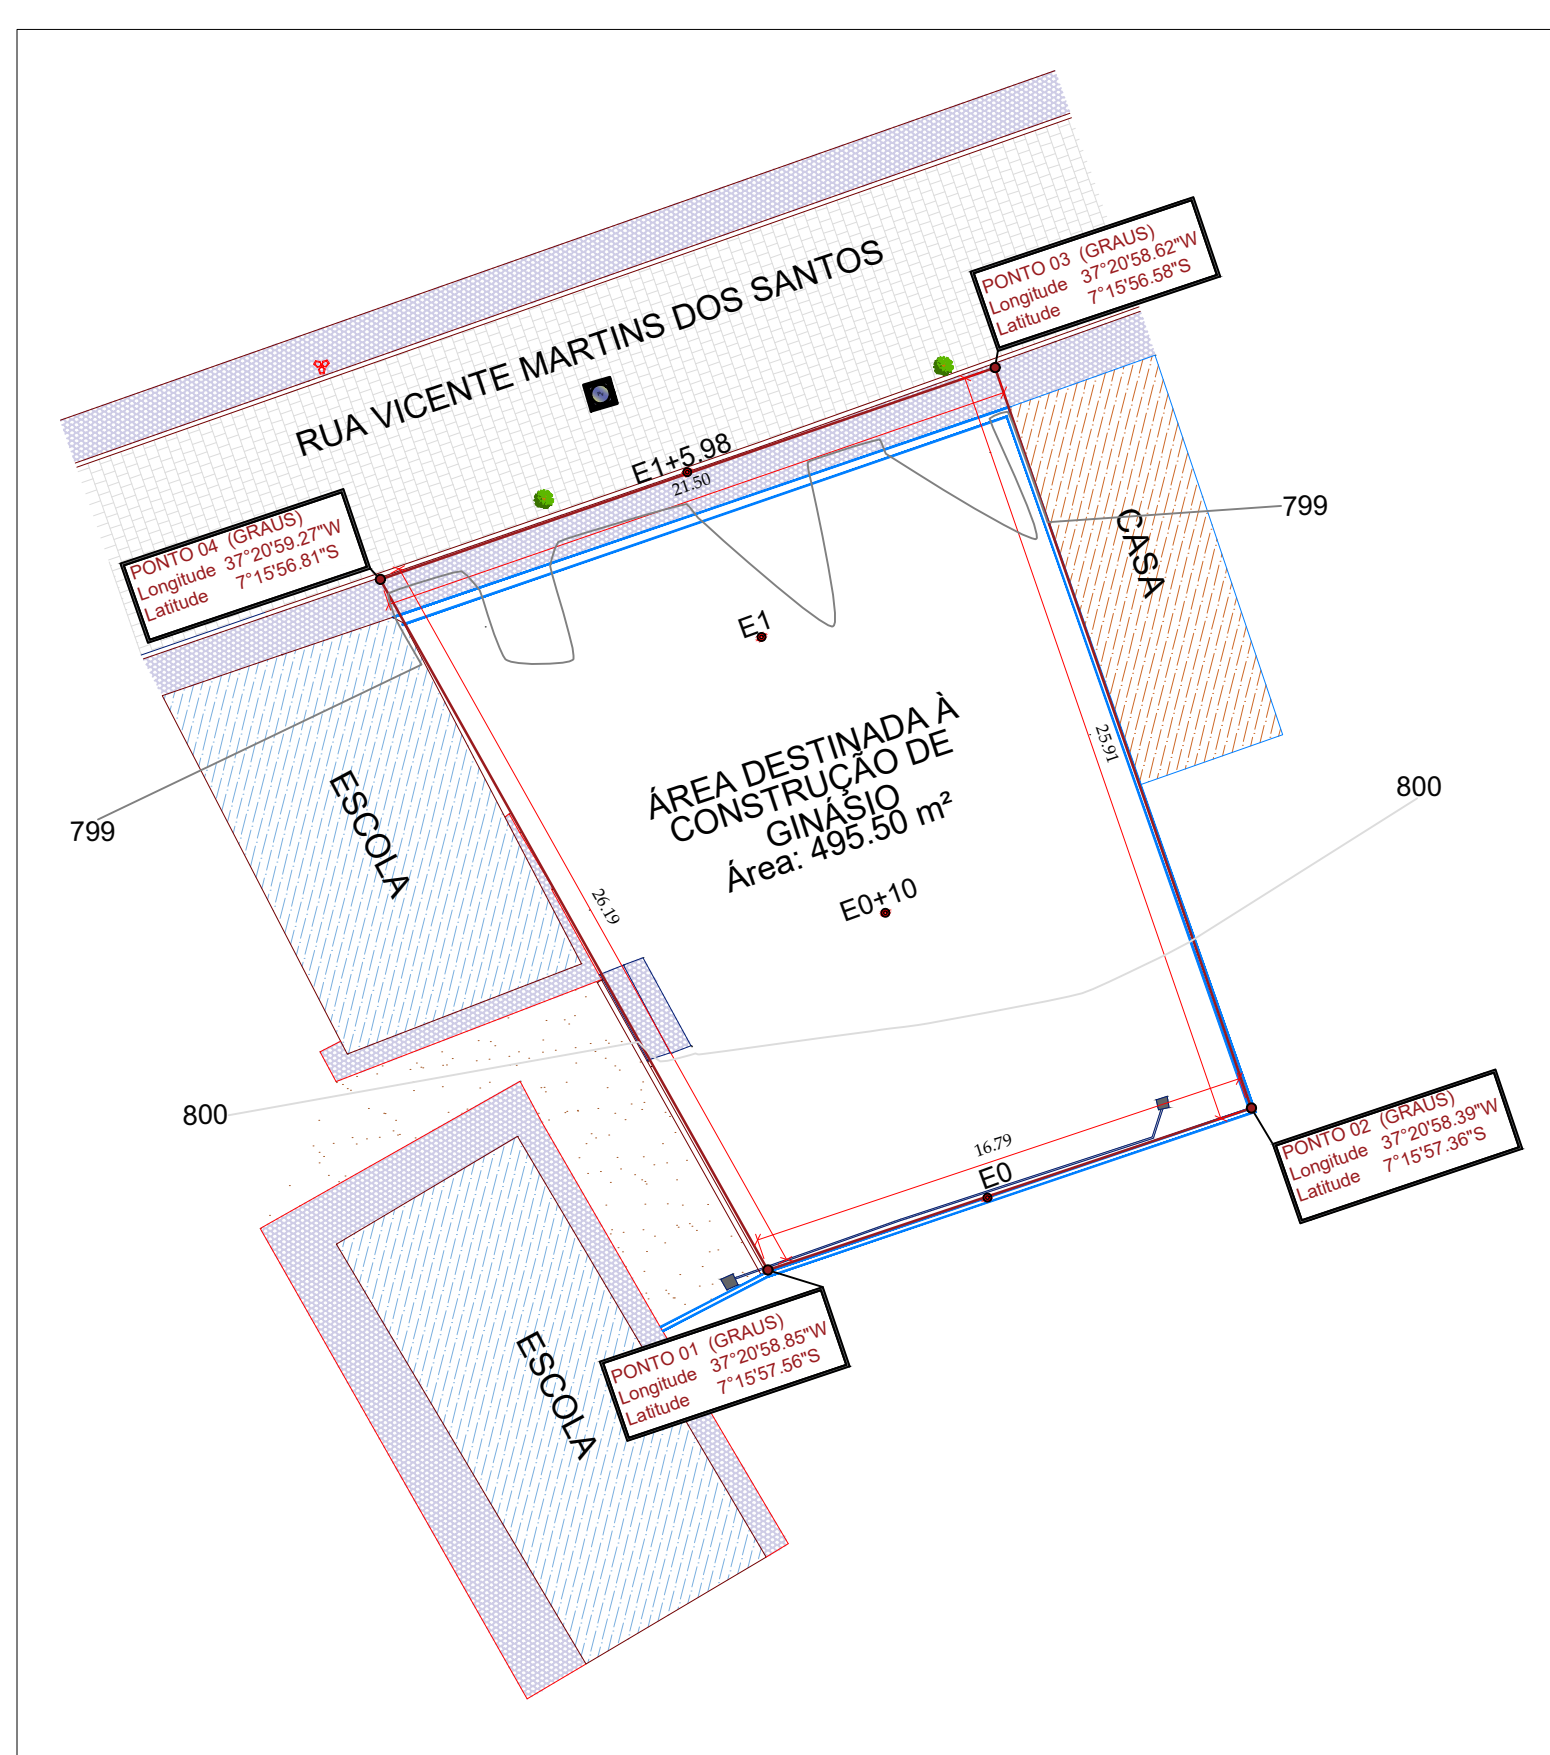 RUA VICENTE MARTINS DOS SANTOS
PONTO 03 (GRAUS)
Longitude 37°20'58.62"W
Latitude 7°15'56.58"S
E1+5.98
21.50
PONTO 04 (GRAUS)
Longitude 37°20'59.27"W
Latitude 7°15'56.81"S
799
CASA
E1
ÁREA DESTINADA À
CONSTRUÇÃO DE
GINÁSIO
Área: 495.50 m²
25.91
800
799
ESCOLA
26.19
E0+10
800
16.79
E0
PONTO 02 (GRAUS)
Longitude 37°20'58.39"W
Latitude 7°15'57.36"S
PONTO 01 (GRAUS)
Longitude 37°20'58.85"W
Latitude 7°15'57.56"S
ESCOLA